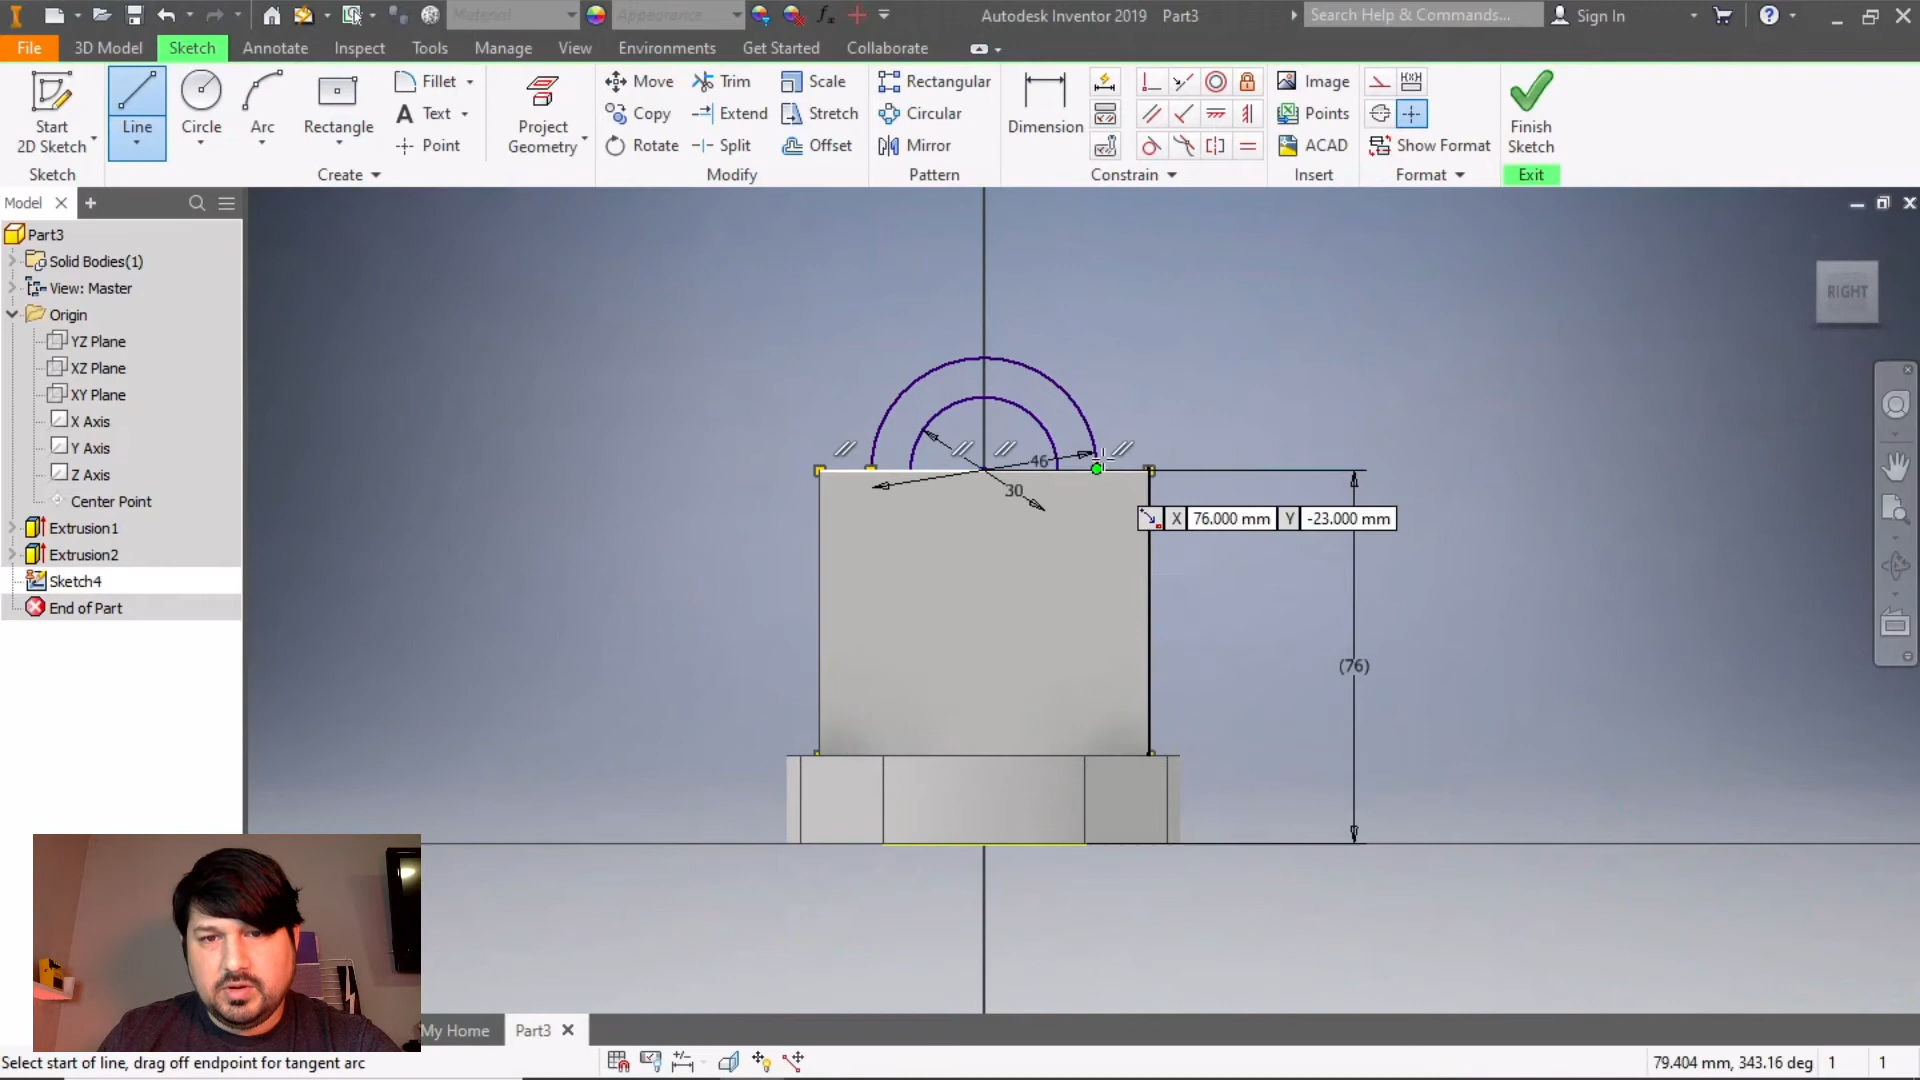 Material
Appearance
fx
Autodesk Inventor 2019 Part3
Search Help & Commands...
Sign In
File 3D Model Sketch Annotate Inspect Tools Manage View Environments Get Started Collaborate
Start
2D Sketch
Line
Circle
Arc
Rectangle
Fillet
Text
Point
Project
Geometry
Move Trim Scale
Copy Extend Stretch
Rotate Split Offset
Rectangular
Circular
Mirror
Dimension
Image
Points
ACAD
Show Format
Finish
Sketch
Sketch Create Modify Pattern Constrain Insert Format Exit
Model
Part3
Solid Bodies(1)
View: Master
Origin
YZ Plane
XZ Plane
XY Plane
X Axis
Y Axis
Z Axis
Center Point
Extrusion1
Extrusion2
Sketch4
End of Part
RIGHT
46
30
X 76.000 mm Y -23.000 mm
(76)
My Home Part3
Select start of line, drag off endpoint for tangent arc
79.404 mm, 343.16 deg 1 1